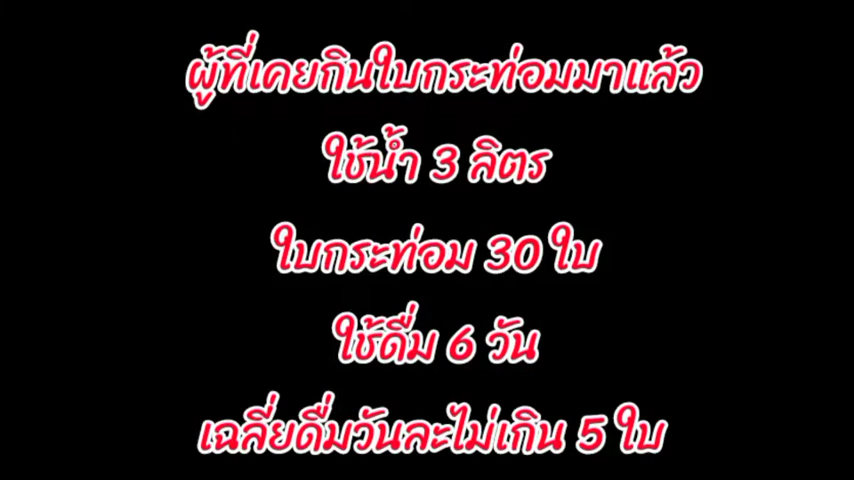 ผู้ที่เคยกินใบกระท่อมมาแล้ว
ใช้น้ำ 3 ลิตร
ใบกระท่อม 30 ใบ
ใช้ดื่ม 6 วัน
เฉลี่ยดื่มวันละไม่เกิน 5 ใบ